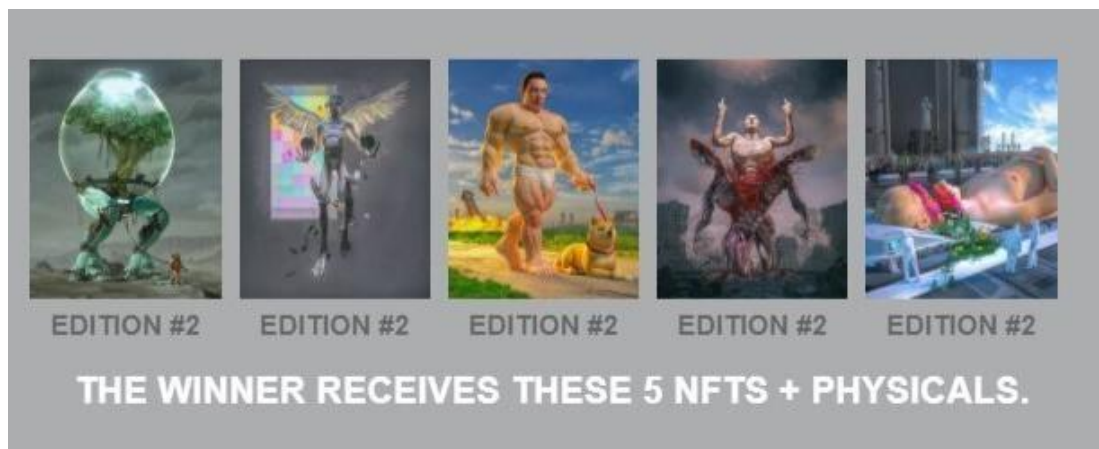 EDITION #2 EDITION #2 EDITION #2 EDITION #2 EDITION #2
THE WINNER RECEIVES THESE 5 NFTS + PHYSICALS.